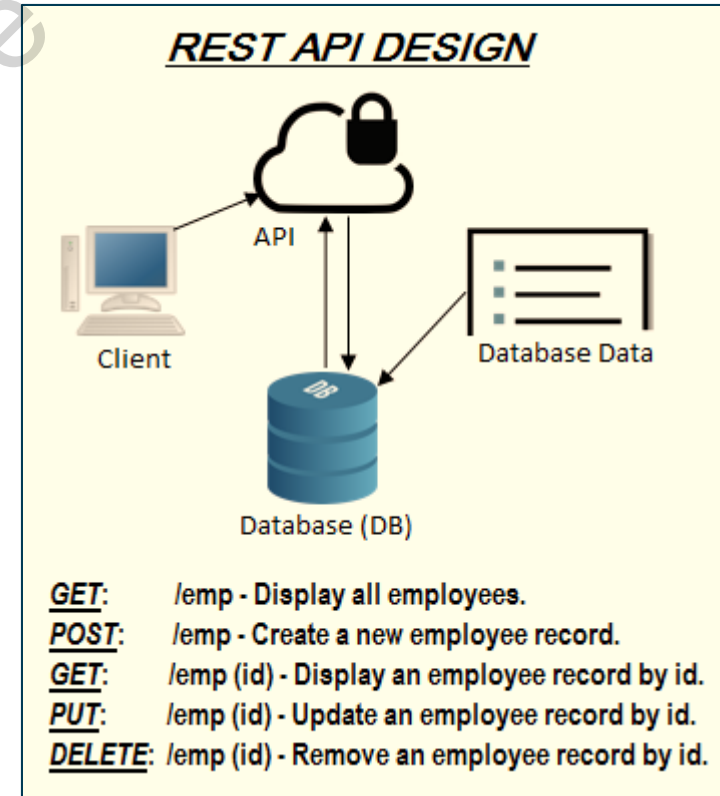 REST API DESIGN
API
Client
Database Data
DB
Database (DB)
GET: /emp - Display all employees.
POST: /emp - Create a new employee record.
GET: /emp (id) - Display an employee record by id.
PUT: /emp (id) - Update an employee record by id.
DELETE: /emp (id) - Remove an employee record by id.